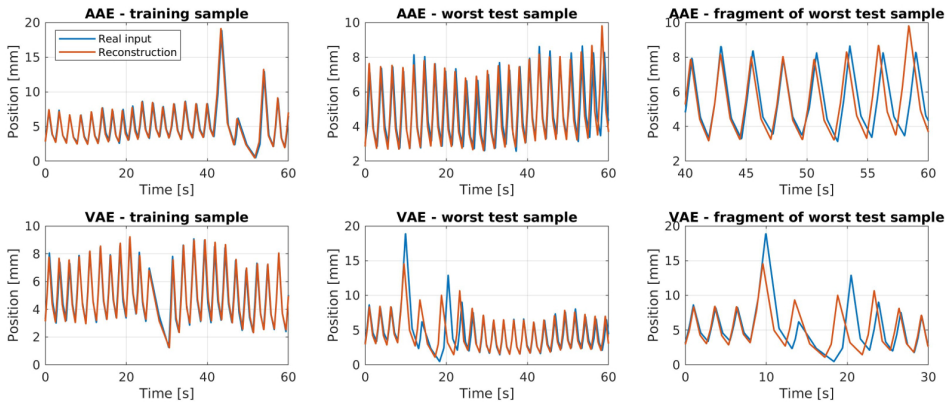 AAE - training sample
Position [mm]
20
15
10
5
0
Real input
Reconstruction
0 20 40 60
Time [s]
AAE - worst test sample
Position [mm]
10
8
6
4
2
0 20 40 60
Time [s]
AAE - fragment of worst test sample
Position [mm]
8
6
4
2
40 45 50 55 60
Time [s]
VAE - training sample
Position [mm]
10
8
6
4
2
0
0 20 40 60
Time [s]
VAE - worst test sample
Position [mm]
20
15
10
5
0
0 20 40 60
Time [s]
VAE - fragment of worst test sample
Position [mm]
20
15
10
5
0
0 10 20 30
Time [s]